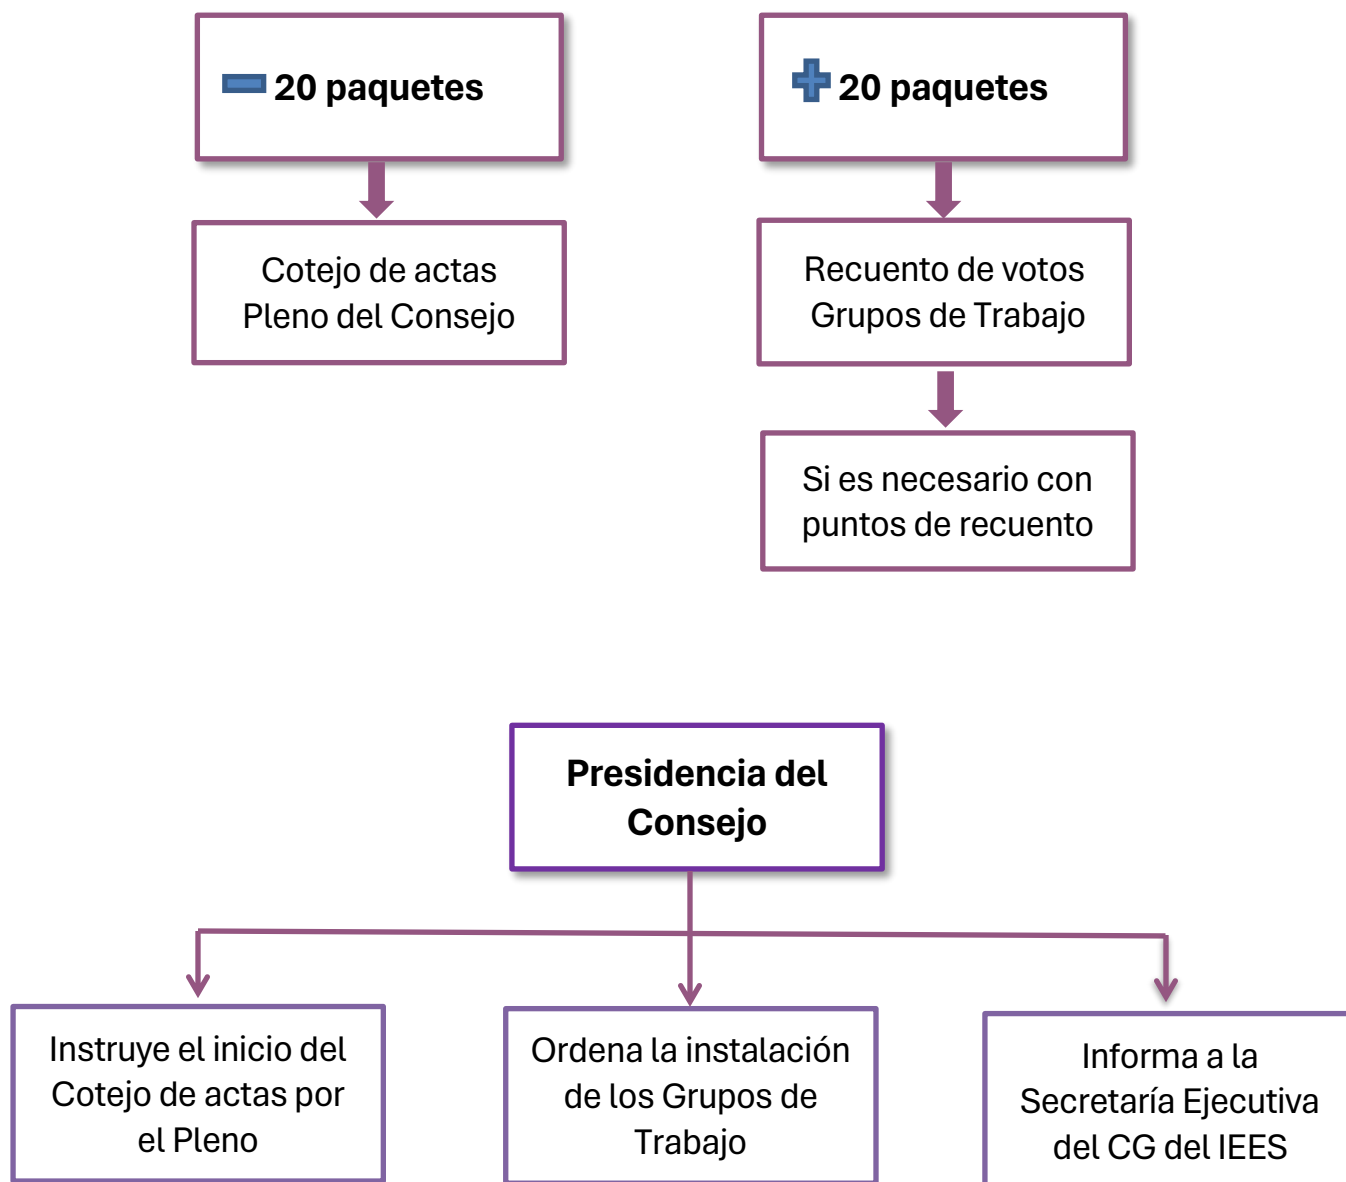 20 paquetes
20 paquetes
Cotejo de actas
Pleno del Consejo
Recuento de votos
Grupos de Trabajo
Si es necesario con
puntos de recuento
Presidencia del
Consejo
Instruye el inicio del
Cotejo de actas por
el Pleno
Ordena la instalación
de los Grupos de
Trabajo
Informa a la
Secretaría Ejecutiva
del CG del IEES